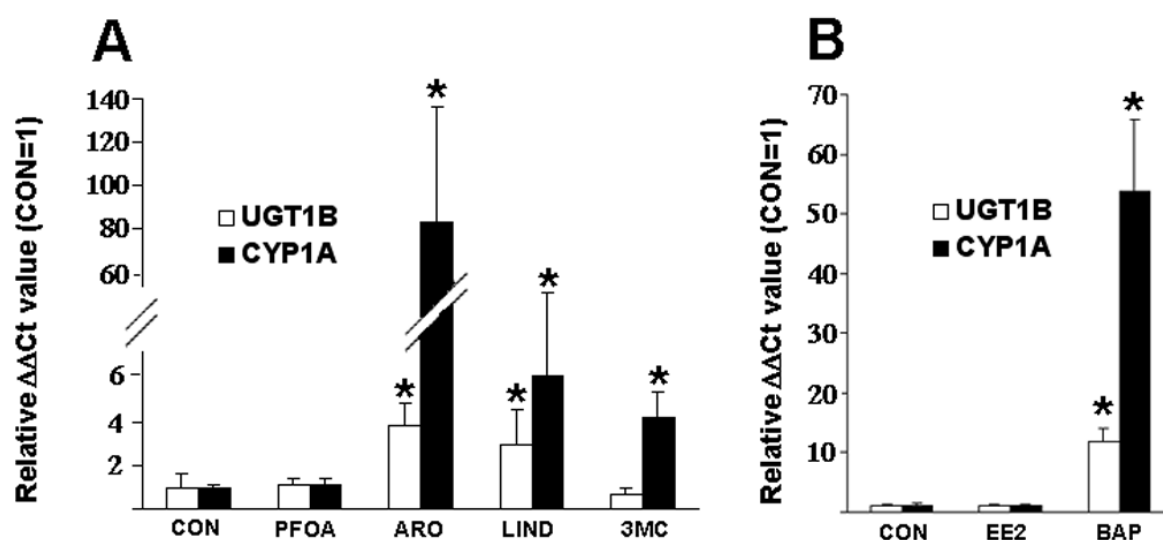 A
Relative ΔΔCt value (CON=1)
140
120
100
80
60
6
4
2
UGT1B
CYP1A
*
*
*
*
*
CON PFOA ARO LIND 3MC
B
Relative ΔΔCt value (CON=1)
70
60
50
40
30
20
10
UGT1B
CYP1A
*
*
CON EE2 BAP